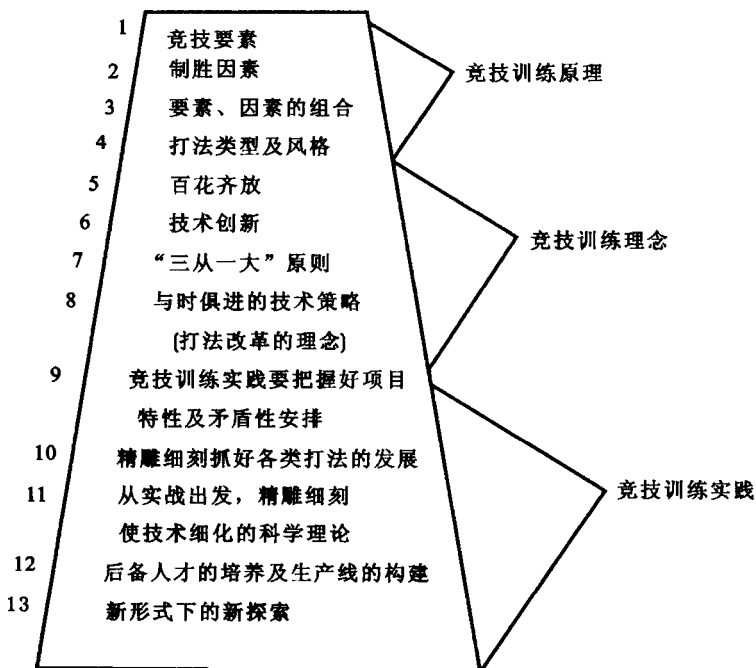 1 竞技要素
2 制胜因素
3 要素、因素的组合
4 打法类型及风格
5 百花齐放
6 技术创新
7 “三从一大”原则
8 与时俱进的技术策略
(打法改革的理念)
9 竞技训练实践要把握好项目
特性及矛盾性安排
10 精雕细刻抓好各类打法的发展
11 从实战出发，精雕细刻
使技术细化的科学理论
12 后备人才的培养及生产线的构建
13 新形式下的新探索
竞技训练原理
竞技训练理念
竞技训练实践